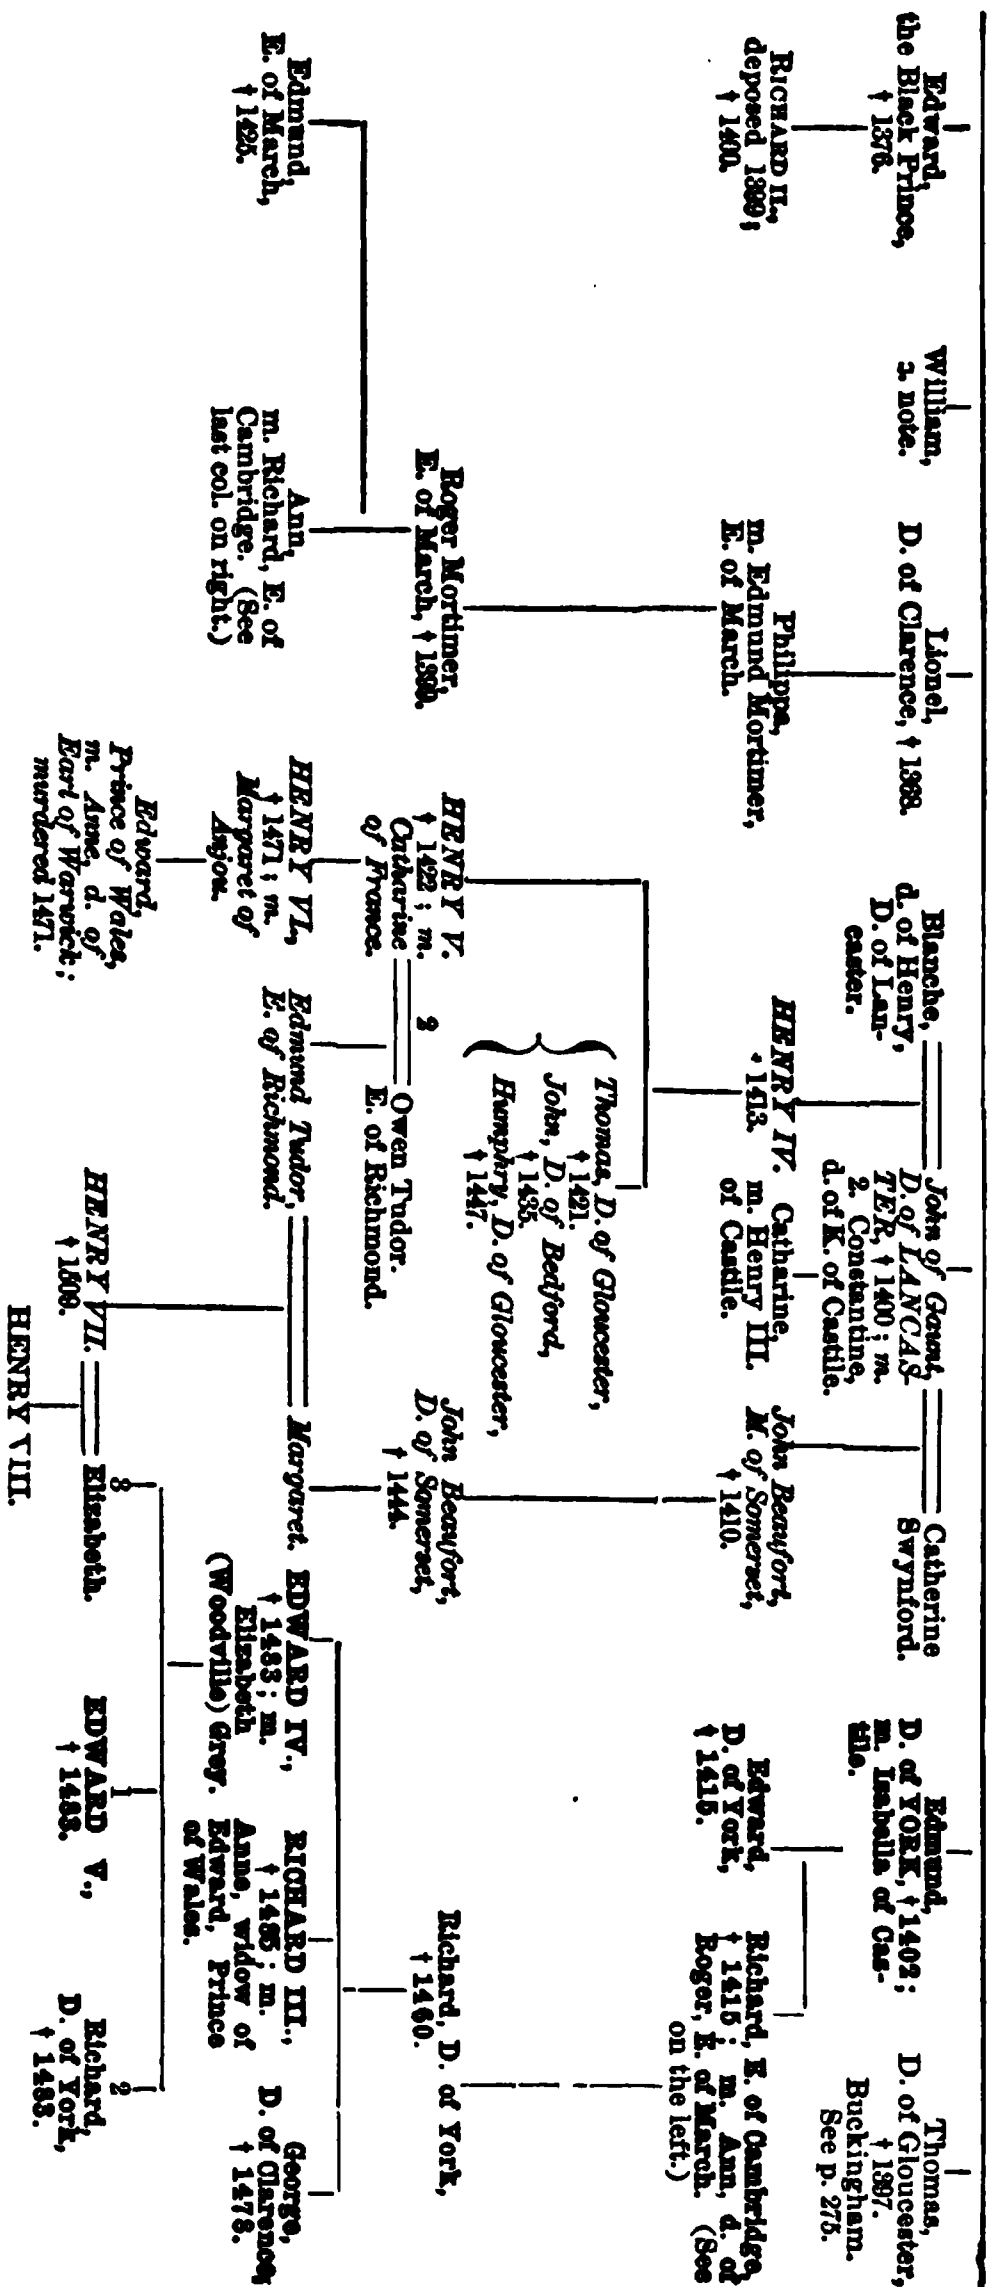 Edward,
the Black Prince,
† 1376.
William,
s. note.
Lionel,
D. of Clarence, † 1368.
Blanche,
d. of Henry,
D. of Lan-
caster.
John of Gaunt,
D. of LANCAS-
TER, † 1400; m.
2. Constantine,
d. of K. of Castile.
Catherine
Swynford.
Edmund,
D. of YORK, † 1402;
m. Isabella of Cas-
tile.
Thomas,
D. of Gloucester,
† 1397.
Buckingham.
See p. 275.
RICHARD II.,
deposed 1399;
† 1400.
Philippa,
m. Edmund Mortimer,
E. of March.
HENRY IV.
† 1413.
Catharine,
m. Henry III.
of Castile.
John Beaufort,
M. of Somerset,
† 1410.
Edward,
D. of York,
† 1415.
Richard, E. of Cambridge,
† 1415; m. Ann, d. of
Roger, E. of March. (See
on the left.)
Thomas, D. of Gloucester,
† 1421.
John, D. of Bedford,
† 1435.
Humphry, D. of Gloucester,
† 1447.
Roger Mortimer,
E. of March, †
HENRY V.
† 1422; m.
Catharine
of France.
2
Owen Tudor.
E. of Richmond.
John Beaufort,
D. of Somerset,
† 1444.
Richard, D. of York,
† 1460.
Edmund,
E. of March,
† 1425.
Ann,
m. Richard, E. of
Cambridge. (See
last col. on right.)
HENRY VI.,
† 1471; m.
Margaret of
Anjou.
Edmund Tudor,
E. of Richmond.
Margaret.
EDWARD IV.,
† 1483; m.
Elizabeth
(Woodville) Grey.
RICHARD III.,
† 1485; m.
Anne, widow of
Edward, Prince
of Wales.
George,
D. of Clarence,
† 1478.
Edward,
Prince of Wales,
m. Anne, d. of
Earl of Warwick;
murdered 1471.
HENRY VII.
† 1509.
3
Elizabeth.
1
EDWARD V.,
† 1483.
2
Richard,
D. of York,
† 1483.
HENRY VIII.